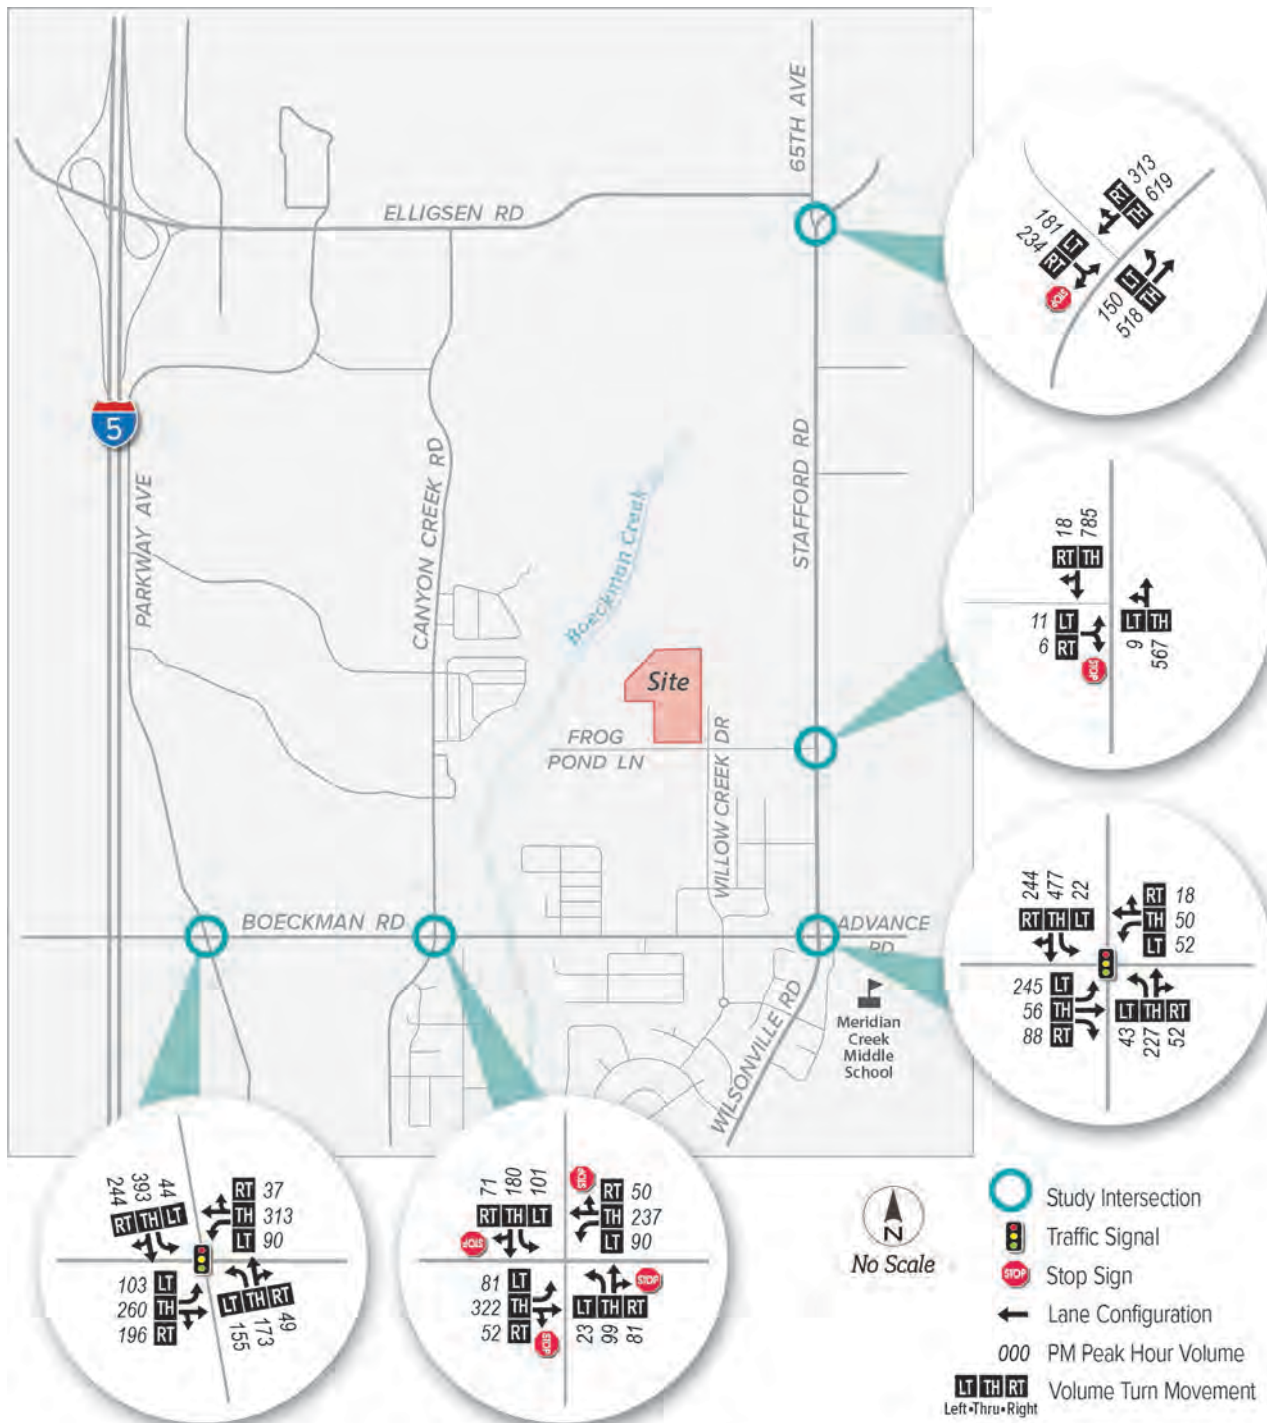 65TH AVE
ELLIGSEN RD
5
PARKWAY AVE
CANYON CREEK RD
STAFFORD RD
Boeckman Creek
Site
FROG
POND LN
WILLOW CREEK DR
BOECKMAN RD
ADVANCE
RD
WILSONVILLE RD
Meridian
Creek
Middle
School
RT 313
TH 619
181 LT
234 RT
STOP
LT TH
150 518
18 785
RT TH
11 LT
6 RT
STOP
LT TH
9 567
244 477 22
RT TH LT
RT 18
TH 50
LT 52
245 LT
56 TH
88 RT
LT TH RT
43 227 52
244 393 44
RT TH LT
RT 37
TH 313
LT 90
103 LT
260 TH
196 RT
LT TH RT
155 173 49
71 180 101
RT TH LT
STOP
STOP
RT 50
TH 237
LT 90
81 LT
322 TH
52 RT
STOP
STOP
LT TH RT
23 99 81
N
No Scale
Study Intersection
Traffic Signal
STOP Stop Sign
Lane Configuration
000 PM Peak Hour Volume
LT TH RT Volume Turn Movement
Left•Thru•Right